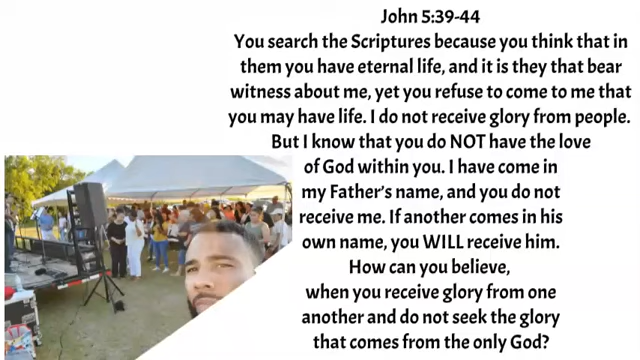 John 5:39-44
You search the Scriptures because you think that in
them you have eternal life, and it is they that bear
witness about me, yet you refuse to come to me that
you may have life. I do not receive glory from people.
But I know that you do NOT have the love
of God within you. I have come in
my Father's name, and you do not
receive me. If another comes in his
own name, you WILL receive him.
How can you believe,
when you receive glory from one
another and do not seek the glory
that comes from the only God?